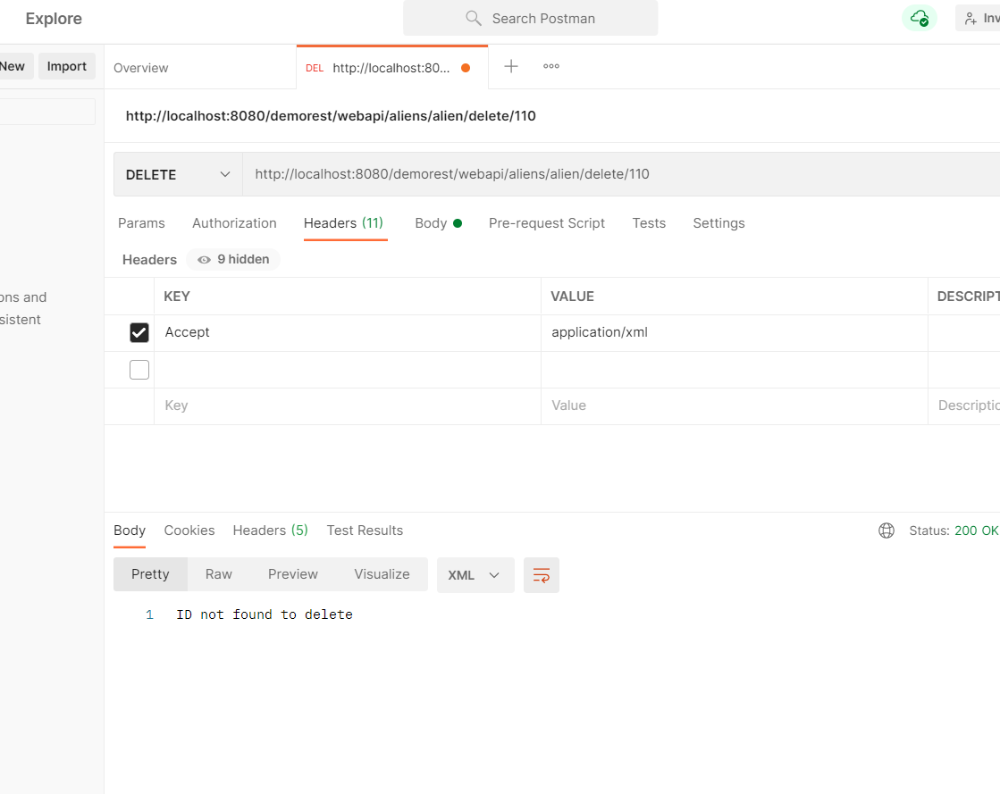 Explore
Search Postman
Inv
New
Import
Overview
DEL http://localhost:80...
http://localhost:8080/demorest/webapi/aliens/alien/delete/110
DELETE http://localhost:8080/demorest/webapi/aliens/alien/delete/110
Params Authorization Headers (11) Body Pre-request Script Tests Settings
Headers 9 hidden
ons and
sistent
KEY VALUE DESCRIPT
Accept application/xml
Key Value Descriptio
Body Cookies Headers (5) Test Results Status: 200 OK
Pretty Raw Preview Visualize XML
1 ID not found to delete